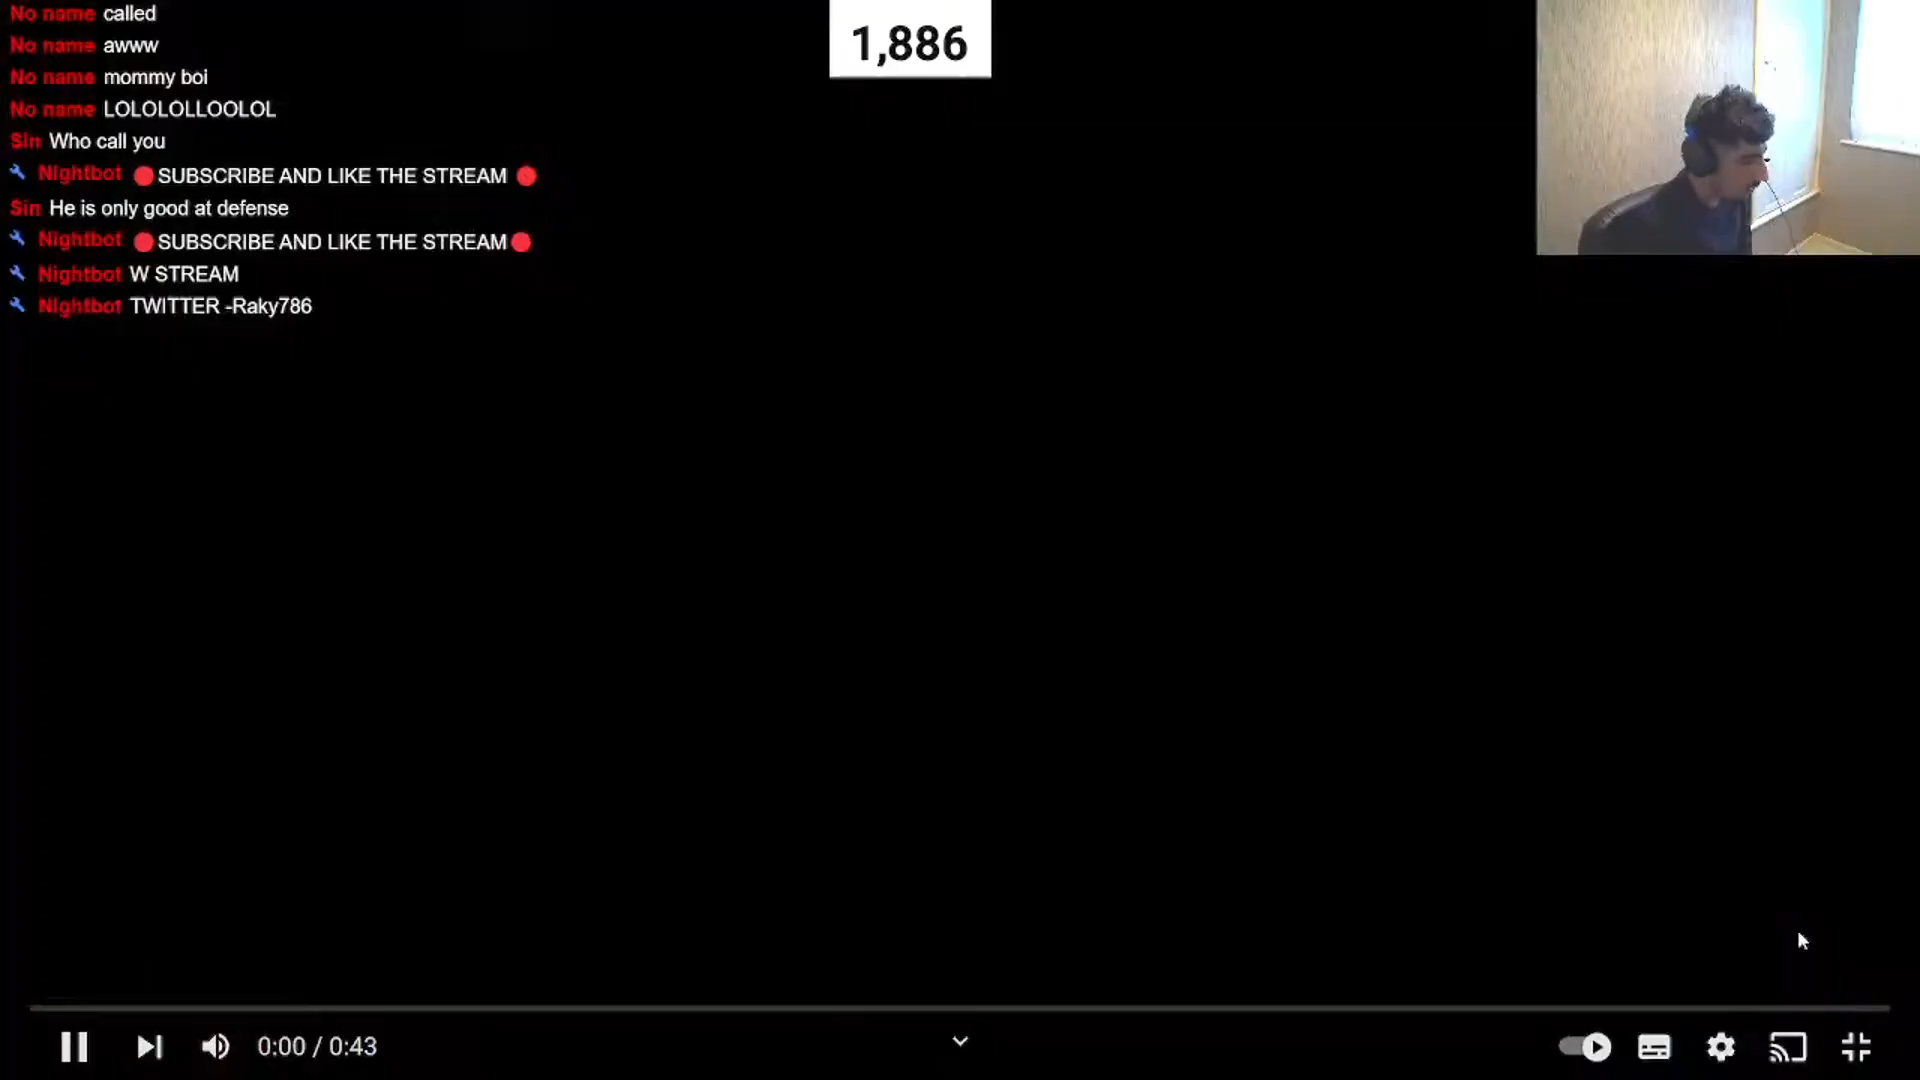 No name called
No name awww
No name mommy boi
No name LOLOLOLLOOLOL
Sin Who call you
Nightbot 🔴SUBSCRIBE AND LIKE THE STREAM 🔴
Sin He is only good at defense
Nightbot 🔴SUBSCRIBE AND LIKE THE STREAM🔴
Nightbot W STREAM
Nightbot TWITTER -Raky786
1,886
0:00 / 0:43